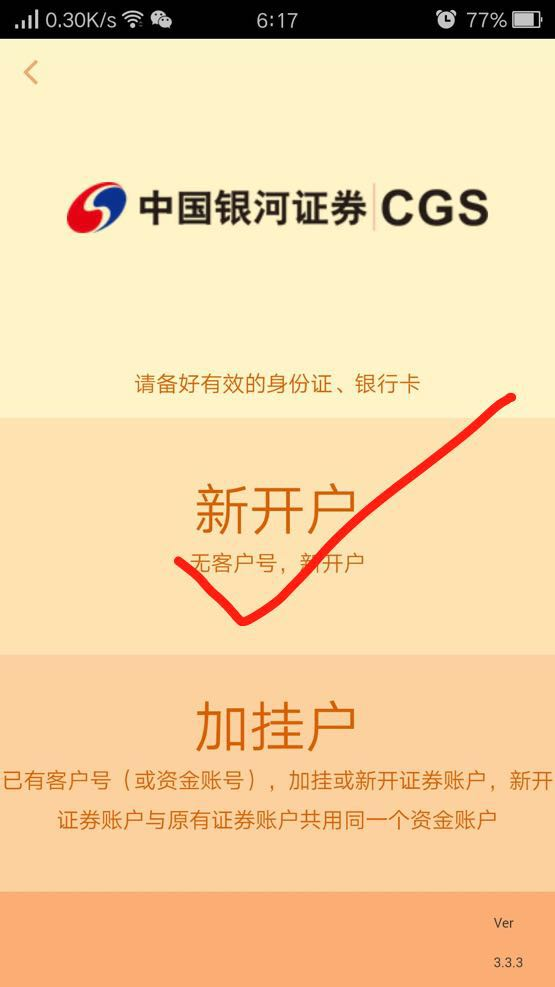 0.30K/s 6:17 77%
中国银河证券 CGS
请备好有效的身份证、银行卡
新开户
无客户号，新开户
加挂户
已有客户号（或资金账号），加挂或新开证券账户，新开
证券账户与原有证券账户共用同一个资金账户
Ver
3.3.3